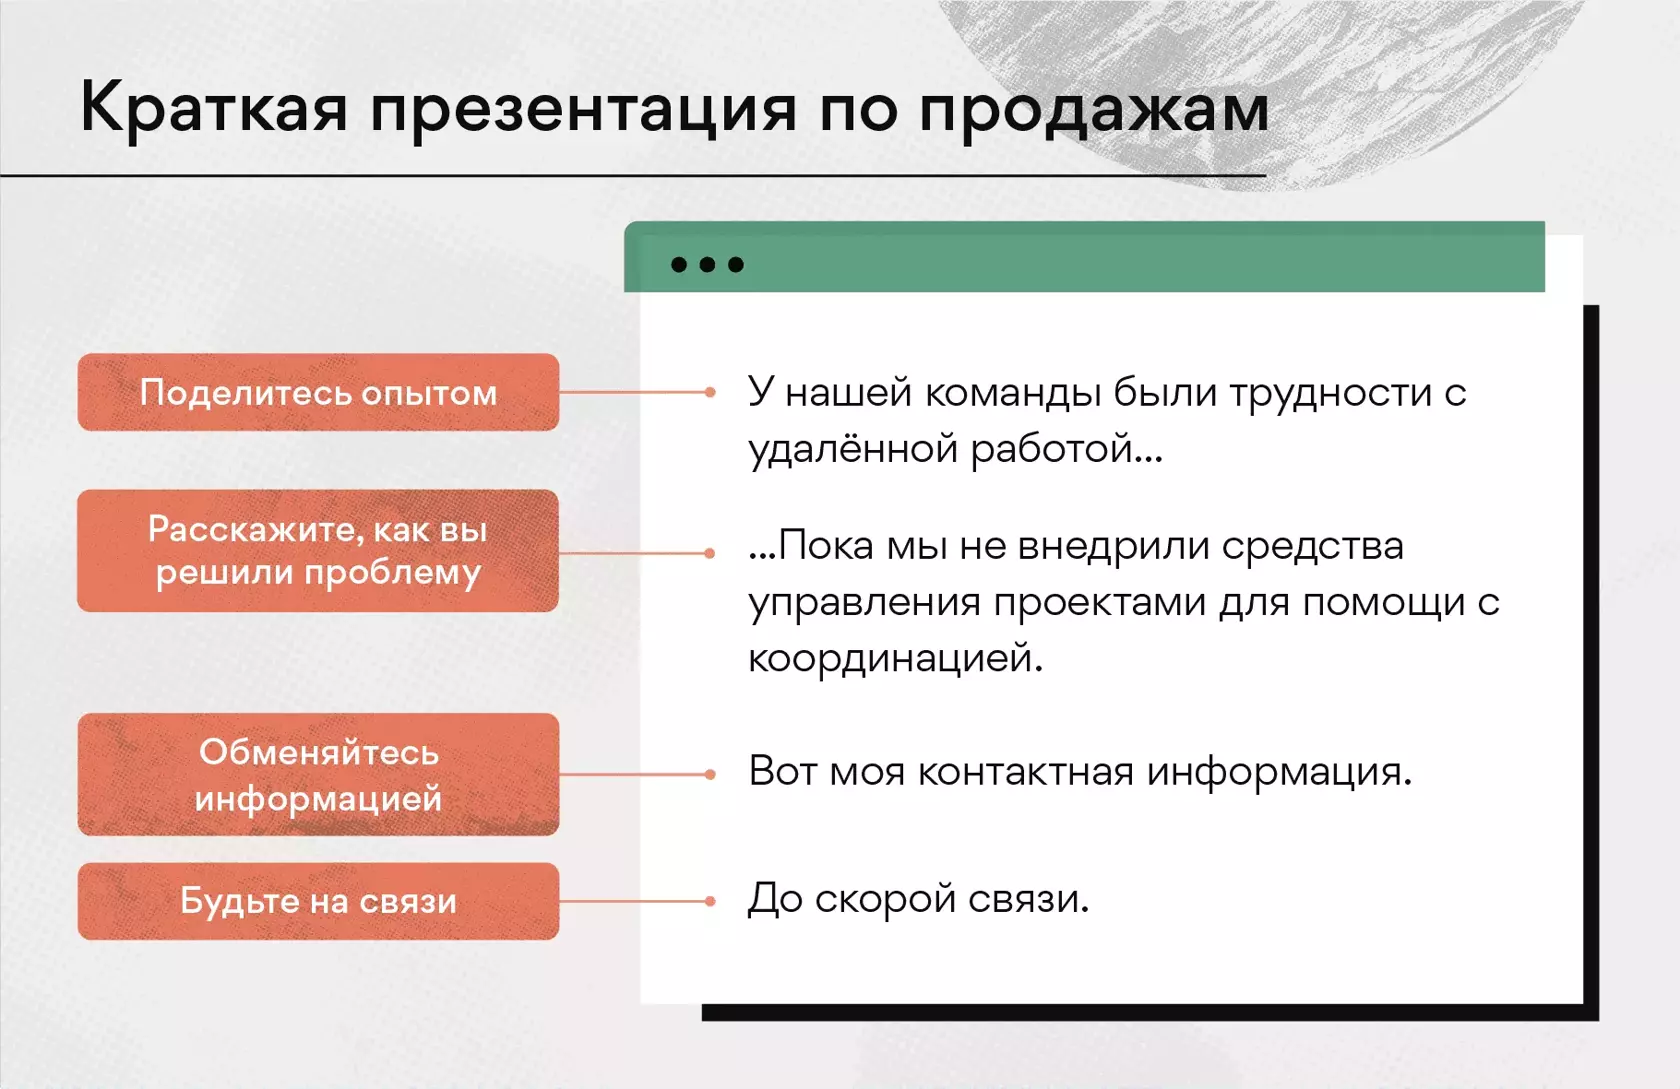 Краткая презентация по продажам
Поделитесь опытом
У нашей команды были трудности с
удалённой работой...
Расскажите, как вы
решили проблему
...Пока мы не внедрили средства
управления проектами для помощи с
координацией.
Обменяйтесь
информацией
Вот моя контактная информация.
Будьте на связи
До скорой связи.